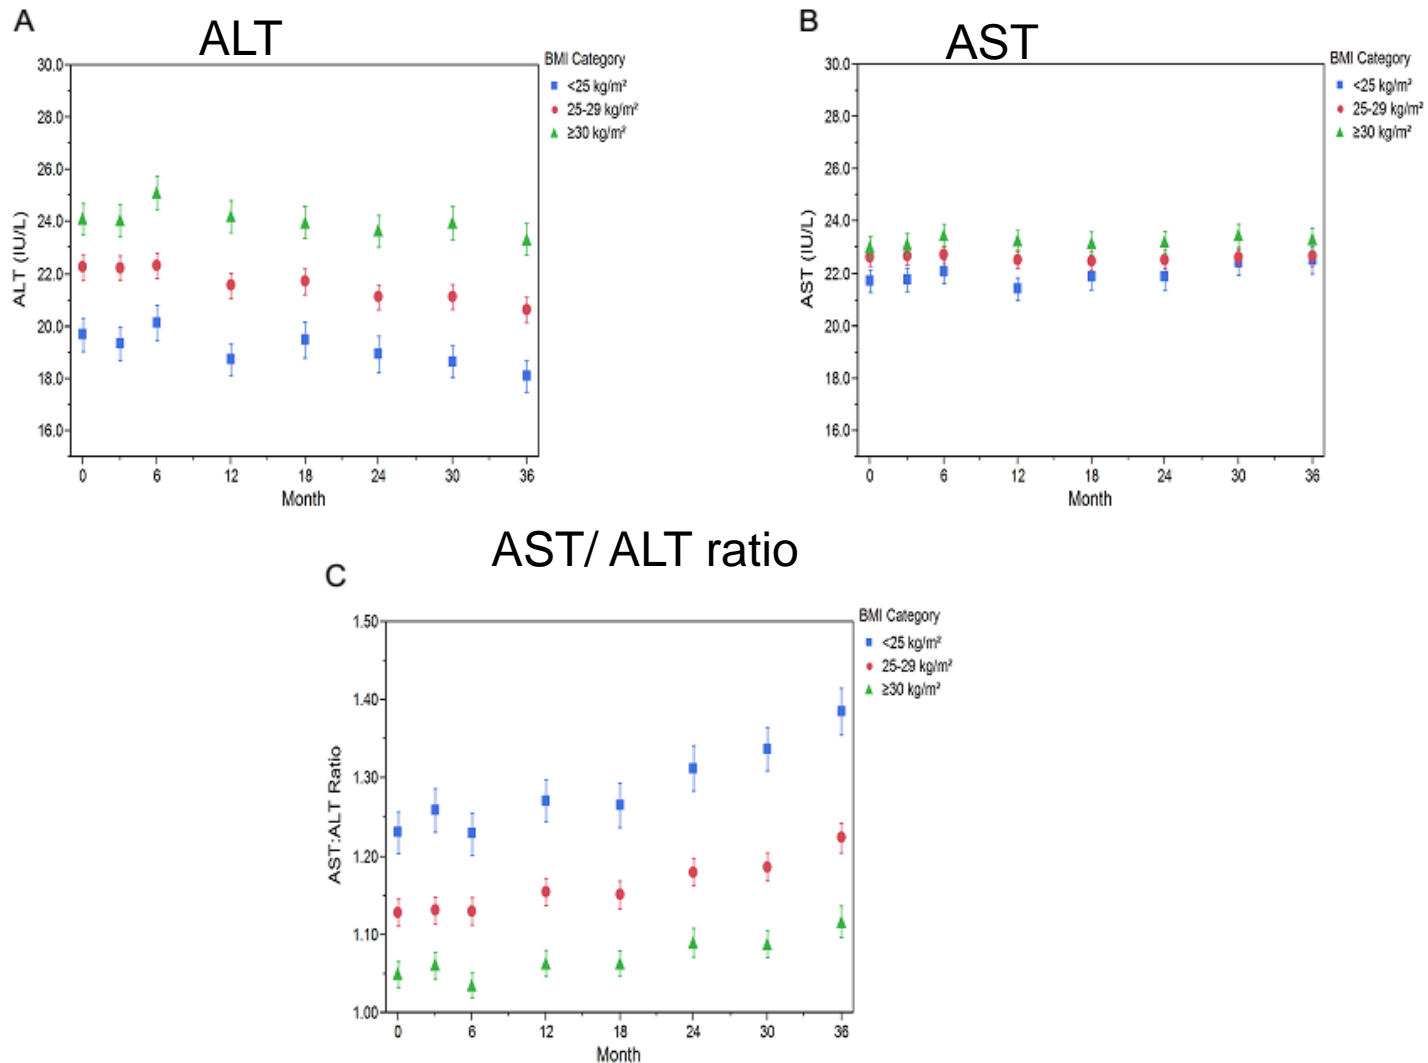 A
ALT
BMI Category
<25 kg/m²
25-29 kg/m²
≥30 kg/m²
30.0
28.0
26.0
24.0
22.0
20.0
18.0
16.0
ALT (IU/L)
0 6 12 18 24 30 36
Month
B
AST
BMI Category
<25 kg/m²
25-29 kg/m²
≥30 kg/m²
30.0
28.0
26.0
24.0
22.0
20.0
18.0
16.0
AST (IU/L)
0 6 12 18 24 30 36
Month
AST/ ALT ratio
C
BMI Category
<25 kg/m²
25-29 kg/m²
≥30 kg/m²
1.50
1.40
1.30
1.20
1.10
1.00
AST:ALT Ratio
0 6 12 18 24 30 36
Month